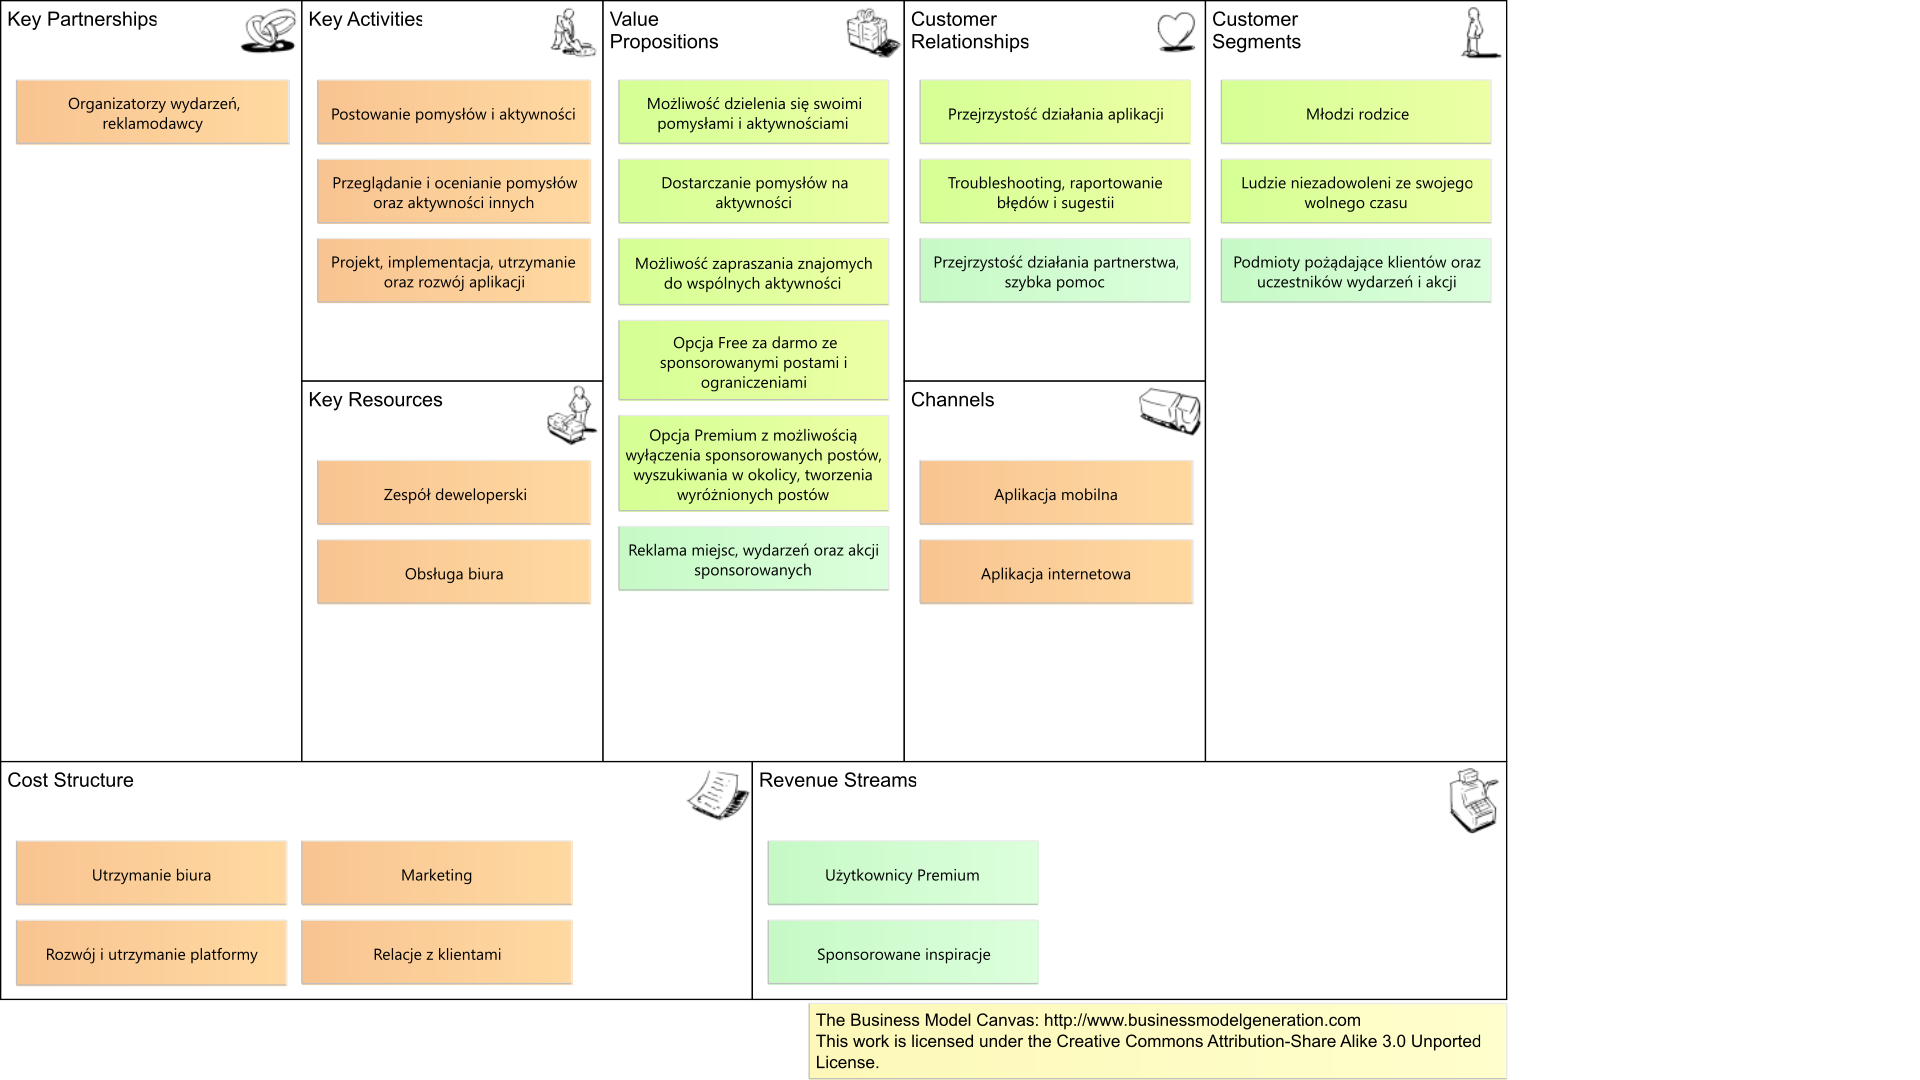 Key Partnerships
Organizatorzy wydarzeń,
reklamodawcy
Key Activities
Postowanie pomysłów i aktywności
Przeglądanie i ocenianie pomysłów
oraz aktywności innych
Projekt, implementacja, utrzymanie
oraz rozwój aplikacji
Key Resources
Zespół deweloperski
Obsługa biura
Value
Propositions
Możliwość dzielenia się swoimi
pomysłami i aktywnościami
Dostarczanie pomysłów na
aktywności
Możliwość zapraszania znajomych
do wspólnych aktywności
Opcja Free za darmo ze
sponsorowanymi postami i
ograniczeniami
Opcja Premium z możliwością
wyłączenia sponsorowanych postów,
wyszukiwania w okolicy, tworzenia
wyróżnionych postów
Reklama miejsc, wydarzeń oraz akcji
sponsorowanych
Customer
Relationships
Przejrzystość działania aplikacji
Troubleshooting, raportowanie
błędów i sugestii
Przejrzystość działania partnerstwa,
szybka pomoc
Channels
Aplikacja mobilna
Aplikacja internetowa
Customer
Segments
Młodzi rodzice
Ludzie niezadowoleni ze swojego
wolnego czasu
Podmioty pożądające klientów oraz
uczestników wydarzeń i akcji
Cost Structure
Utrzymanie biura
Marketing
Rozwój i utrzymanie platformy
Relacje z klientami
Revenue Streams
Użytkownicy Premium
Sponsorowane inspiracje
The Business Model Canvas: http://www.businessmodelgeneration.com
This work is licensed under the Creative Commons Attribution-Share Alike 3.0 Unported
License.